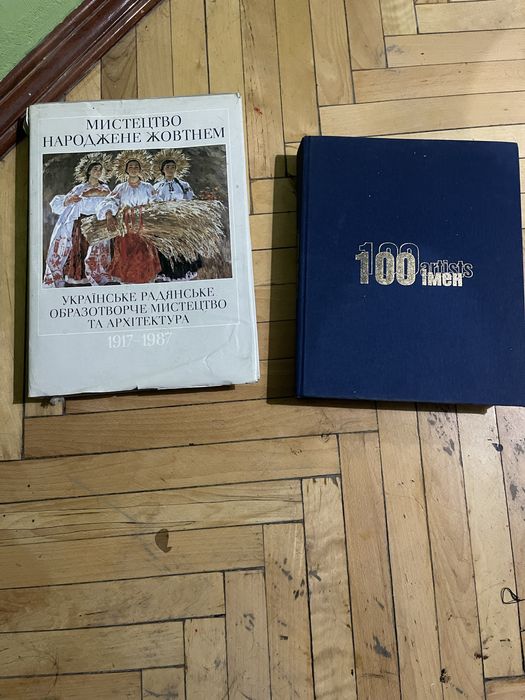 МИСТЕЦТВО
НАРОДЖЕНЕ ЖОВТНЕМ
УКРАЇНСЬКЕ РАДЯНСЬКЕ
ОБРАЗОТВОРЧЕ МИСТЕЦТВО
ТА АРХІТЕКТУРА
1917–1987
100 artists
імен